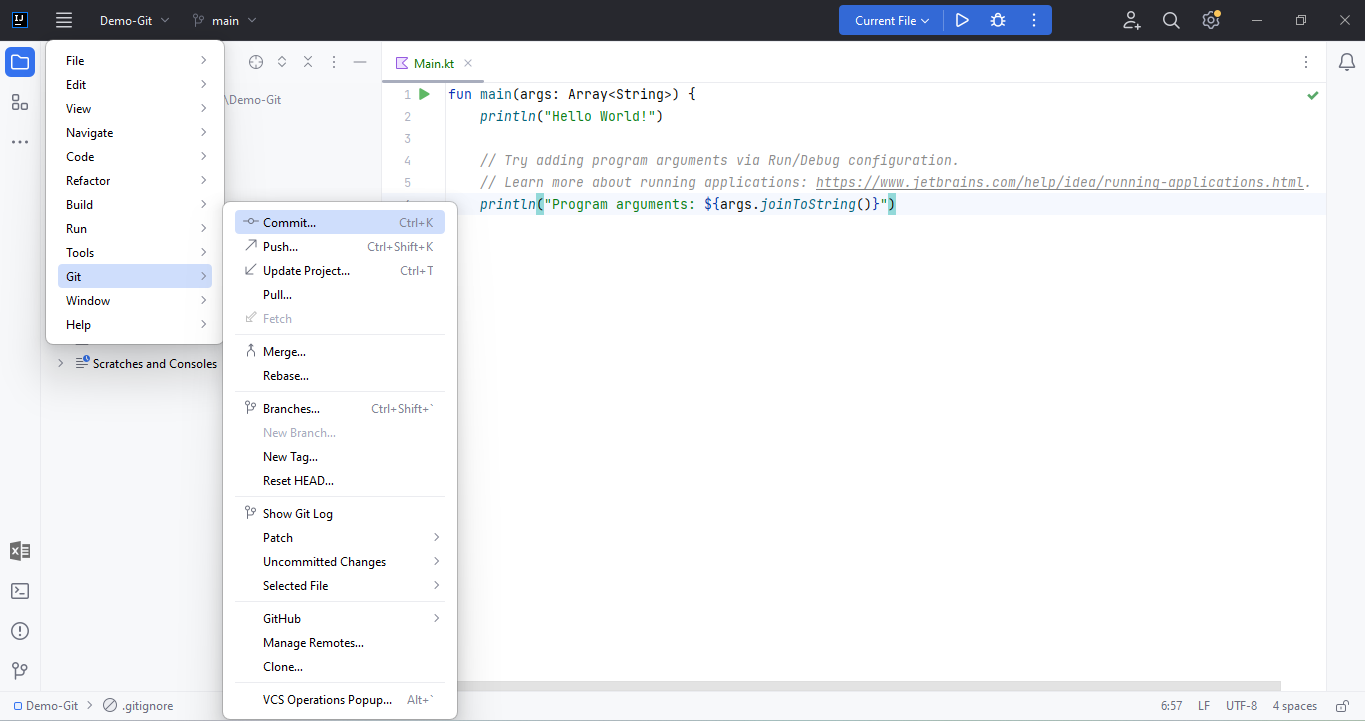 IJ
Demo-Git
main
Current File
File
Edit
View
Navigate
Code
Refactor
Build
Run
Tools
Git
Window
Help
\Demo-Git
Scratches and Consoles
Commit... Ctrl+K
Push... Ctrl+Shift+K
Update Project... Ctrl+T
Pull...
Fetch
Merge...
Rebase...
Branches... Ctrl+Shift+`
New Branch...
New Tag...
Reset HEAD...
Show Git Log
Patch
Uncommitted Changes
Selected File
GitHub
Manage Remotes...
Clone...
VCS Operations Popup... Alt+`
Main.kt
1 fun main(args: Array<String>) {
2 println("Hello World!")
3
4 // Try adding program arguments via Run/Debug configuration.
5 // Learn more about running applications: https://www.jetbrains.com/help/idea/running-applications.html.
println("Program arguments: ${args.joinToString()}")
Demo-Git > .gitignore
6:57 LF UTF-8 4 spaces